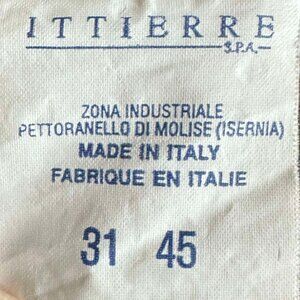 ITTIERRE
S.P.A.
ZONA INDUSTRIALE
PETTORANELLO DI MOLISE (ISERNIA)
MADE IN ITALY
FABRIQUE EN ITALIE
31 45